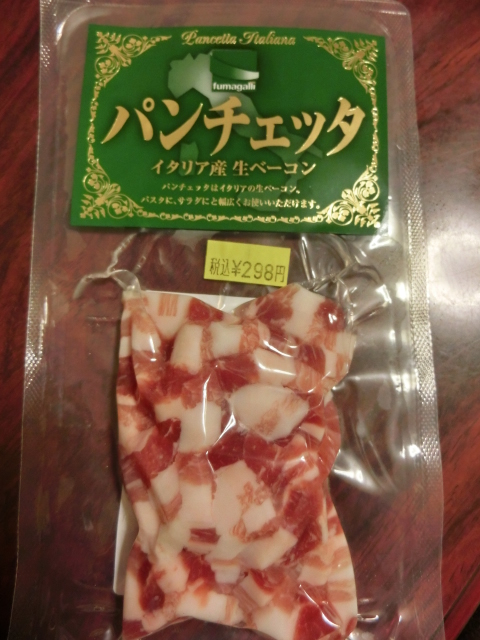 Pancetta Italiana
fumagalli
パンチェッタ
イタリア産 生ベーコン
パンチェッタはイタリアの生ベーコン。
パスタに、サラダにと幅広くお使いいただけます。
税込¥298円